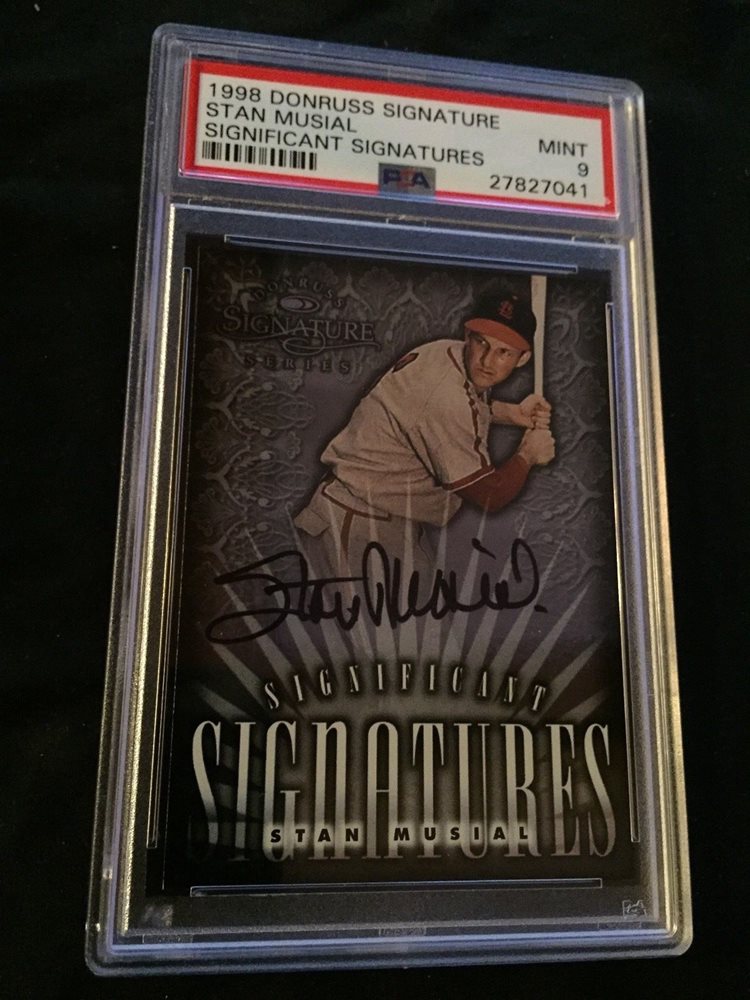 1998 DONRUSS SIGNATURE
STAN MUSIAL
SIGNIFICANT SIGNATURES
MINT
9
PSA
27827041
DONRUSS
SIGNATURE
SERIES
StL
Stan Musial
SIGNIFICANT
SIGNATURES
STAN MUSIAL